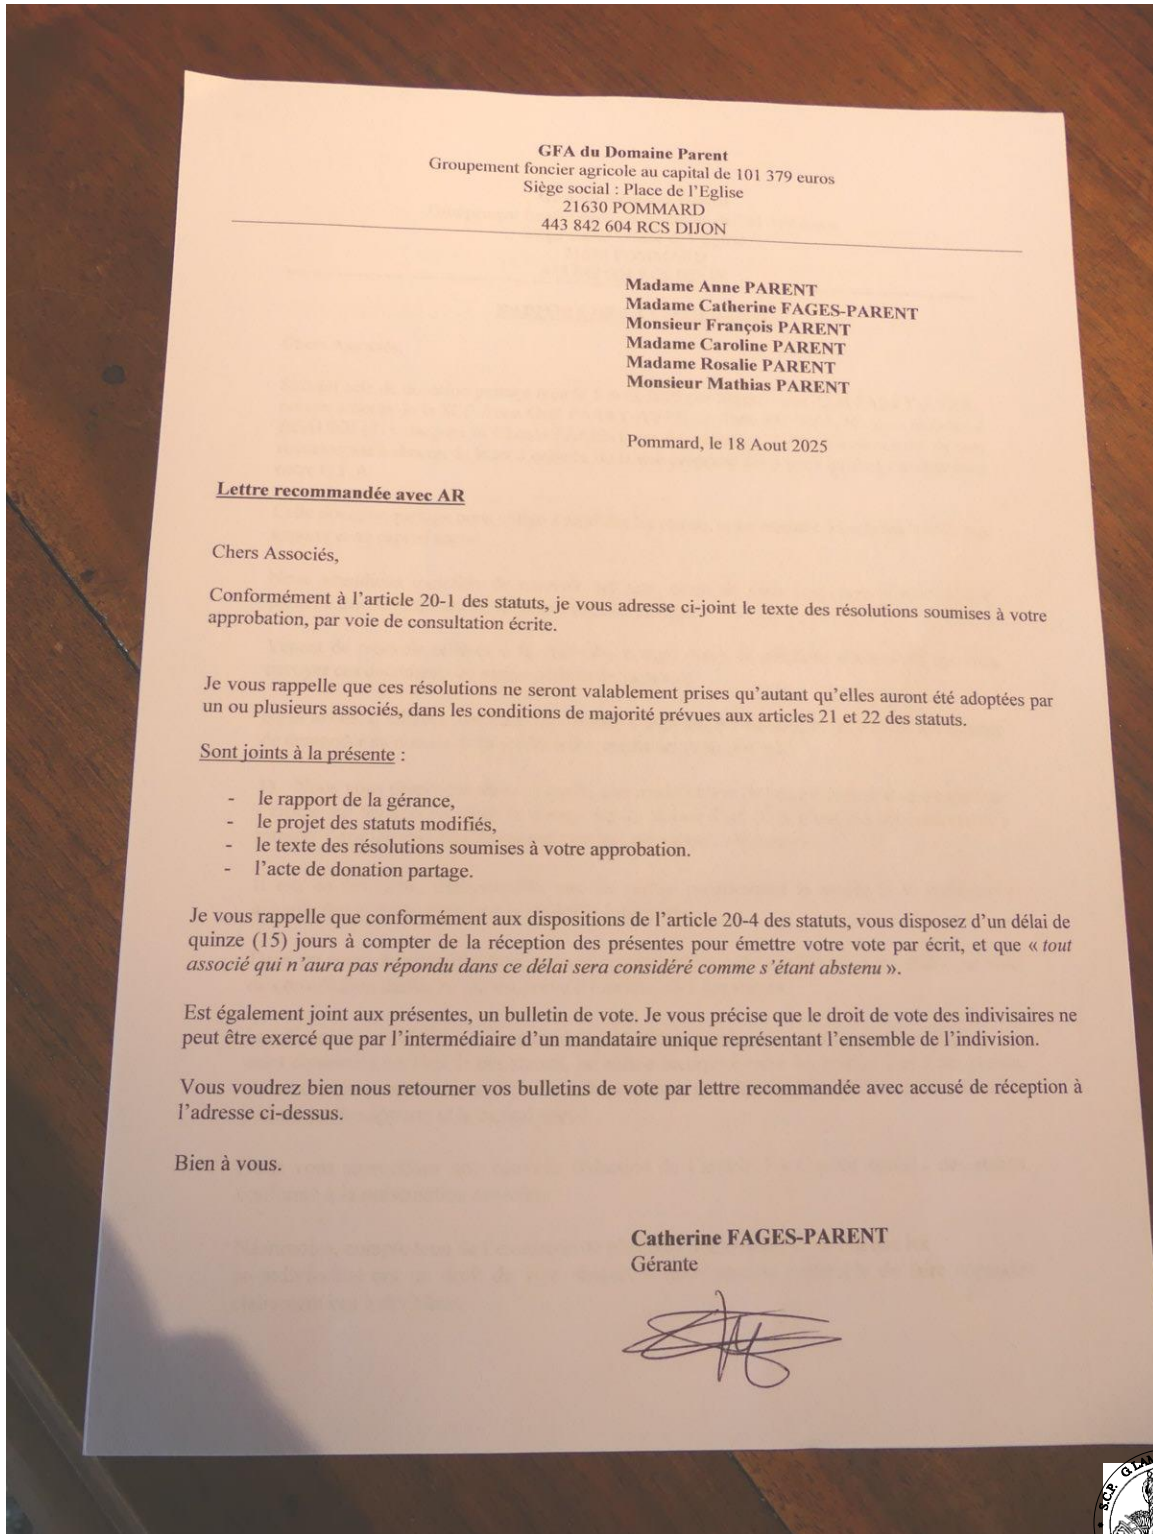 GFA du Domaine Parent
Groupement foncier agricole au capital de 101 379 euros
Siège social : Place de l'Eglise
21630 POMMARD
443 842 604 RCS DIJON
Madame Anne PARENT
Madame Catherine FAGES-PARENT
Monsieur François PARENT
Madame Caroline PARENT
Madame Rosalie PARENT
Monsieur Mathias PARENT
Pommard, le 18 Aout 2025
Lettre recommandée avec AR
Chers Associés,
Conformément à l'article 20-1 des statuts, je vous adresse ci-joint le texte des résolutions soumises à votre
approbation, par voie de consultation écrite.
Je vous rappelle que ces résolutions ne seront valablement prises qu'autant qu'elles auront été adoptées par
un ou plusieurs associés, dans les conditions de majorité prévues aux articles 21 et 22 des statuts.
Sont joints à la présente :
- le rapport de la gérance,
- le projet des statuts modifiés,
- le texte des résolutions soumises à votre approbation.
- l'acte de donation partage.
Je vous rappelle que conformément aux dispositions de l'article 20-4 des statuts, vous disposez d'un délai de
quinze (15) jours à compter de la réception des présentes pour émettre votre vote par écrit, et que « tout
associé qui n'aura pas répondu dans ce délai sera considéré comme s'étant abstenu ».
Est également joint aux présentes, un bulletin de vote. Je vous précise que le droit de vote des indivisaires ne
peut être exercé que par l'intermédiaire d'un mandataire unique représentant l'ensemble de l'indivision.
Vous voudrez bien nous retourner vos bulletins de vote par lettre recommandée avec accusé de réception à
l'adresse ci-dessus.
Bien à vous.
Catherine FAGES-PARENT
Gérante
S.C.P.